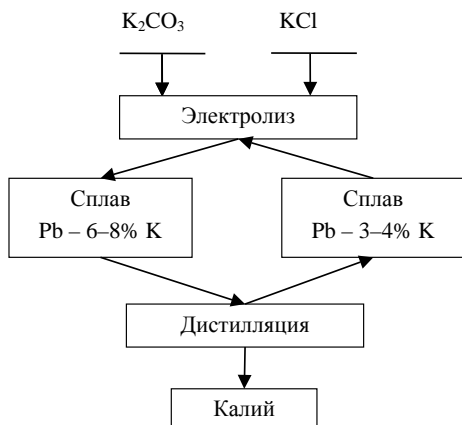 K₂CO₃ KCl
Электролиз
Сплав
Pb – 6–8% K
Сплав
Pb – 3–4% K
Дистилляция
Калий